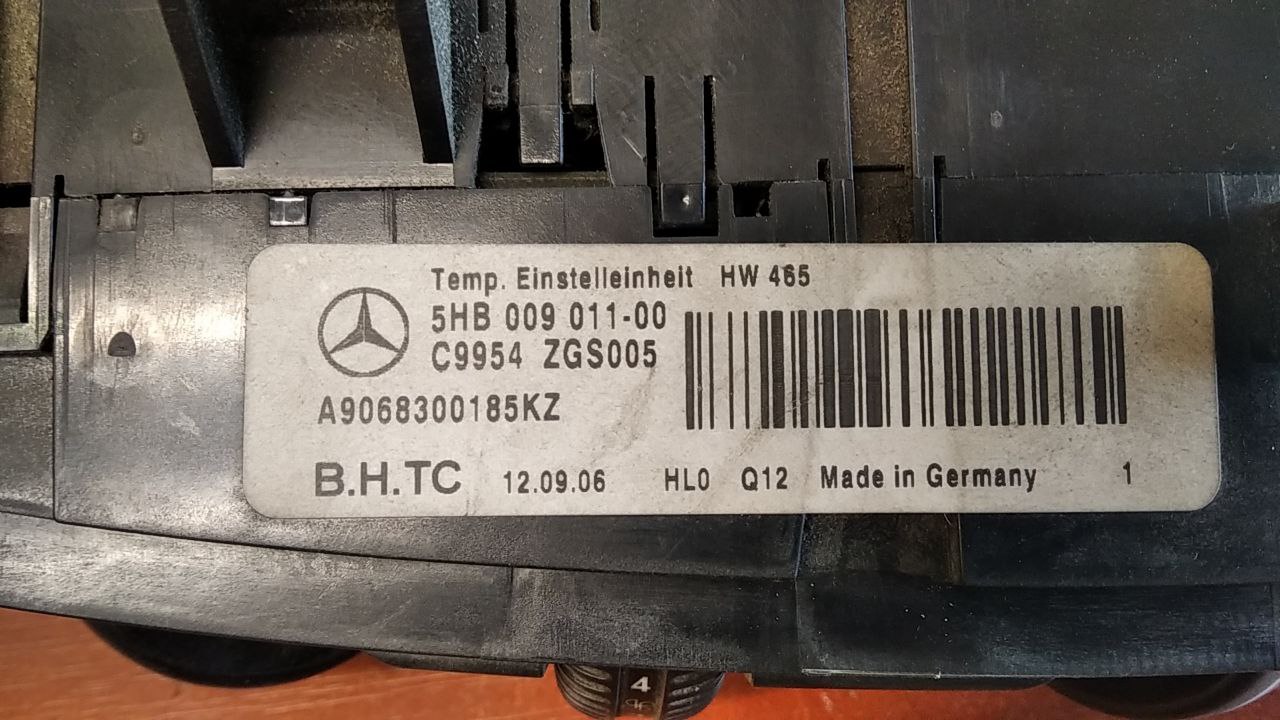 Temp. Einstelleinheit HW 465
5HB 009 011-00
C9954 ZGS005
A9068300185KZ
B.H.TC 12.09.06 HL0 Q12 Made in Germany 1
4